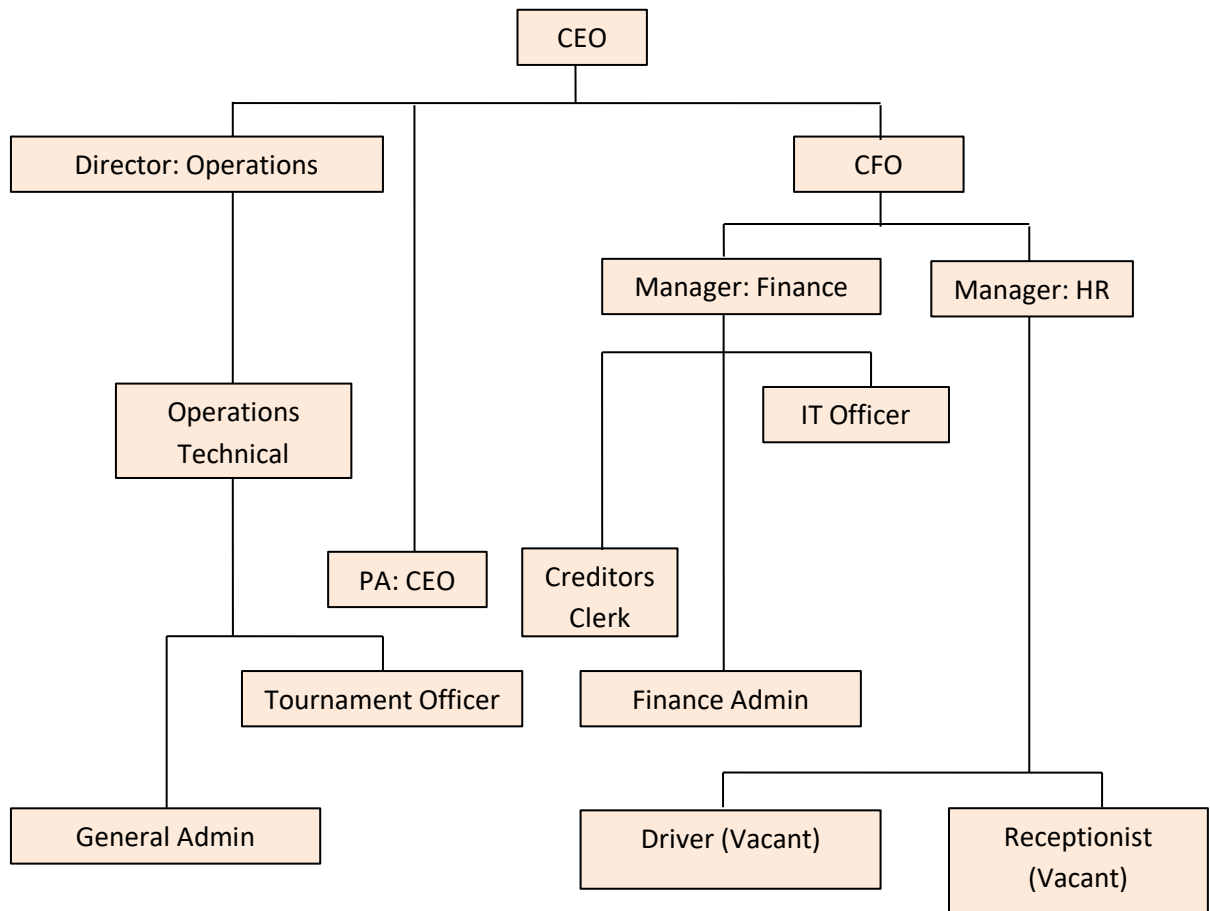 CEO
Director: Operations
CFO
Manager: Finance
Manager: HR
Operations
Technical
IT Officer
PA: CEO
Creditors
Clerk
Tournament Officer
Finance Admin
General Admin
Driver (Vacant)
Receptionist
(Vacant)